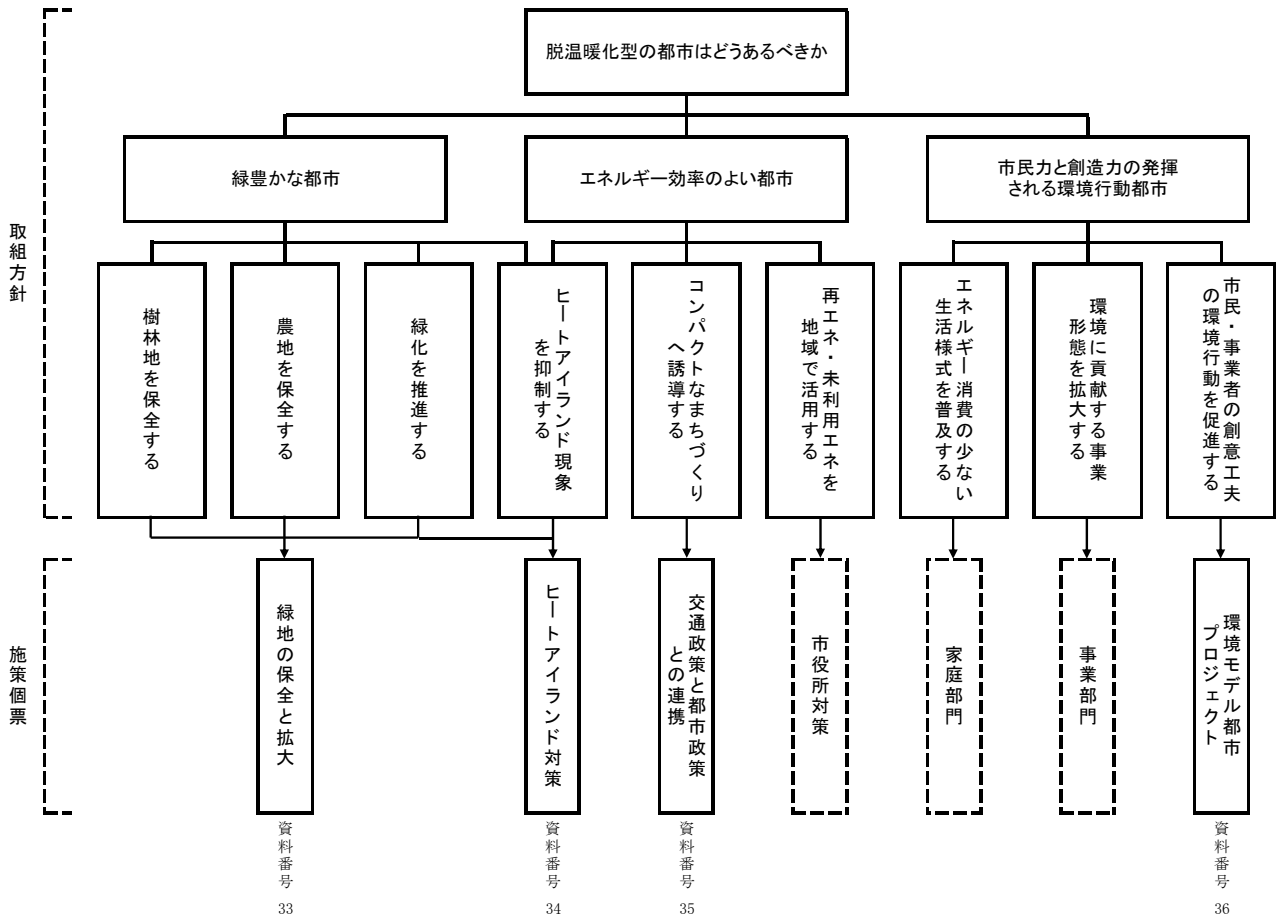 脱温暖化型の都市はどうあるべきか
緑豊かな都市
エネルギー効率のよい都市
市民力と創造力の発揮
される環境行動都市
取組方針
樹林地を保全する
農地を保全する
緑化を推進する
ヒートアイランド現象
を抑制する
コンパクトなまちづくり
へ誘導する
再エネ・未利用エネを
地域で活用する
エネルギー消費の少ない
生活様式を普及する
環境に貢献する事業
形態を拡大する
市民・事業者の創意工夫
の環境行動を促進する
施策個票
緑地の保全と拡大
ヒートアイランド対策
交通政策と都市政策
との連携
市役所対策
家庭部門
事業部門
環境モデル都市
プロジェクト
資料番号
33
資料番号
34
資料番号
35
資料番号
36